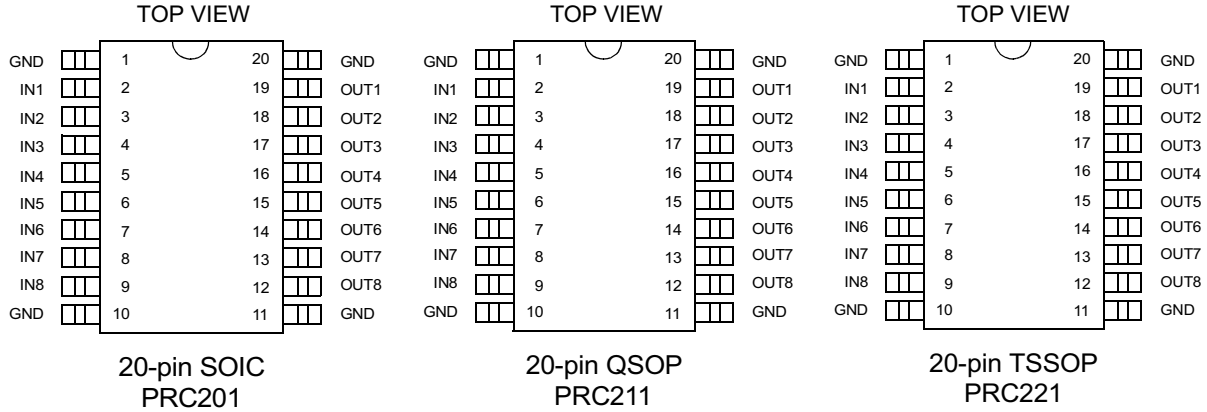 TOP VIEW TOP VIEW TOP VIEW
GND 1 20 GND GND 1 20 GND GND 1 20 GND
IN1 2 19 OUT1 IN1 2 19 OUT1 IN1 2 19 OUT1
IN2 3 18 OUT2 IN2 3 18 OUT2 IN2 3 18 OUT2
IN3 4 17 OUT3 IN3 4 17 OUT3 IN3 4 17 OUT3
IN4 5 16 OUT4 IN4 5 16 OUT4 IN4 5 16 OUT4
IN5 6 15 OUT5 IN5 6 15 OUT5 IN5 6 15 OUT5
IN6 7 14 OUT6 IN6 7 14 OUT6 IN6 7 14 OUT6
IN7 8 13 OUT7 IN7 8 13 OUT7 IN7 8 13 OUT7
IN8 9 12 OUT8 IN8 9 12 OUT8 IN8 9 12 OUT8
GND 10 11 GND GND 10 11 GND GND 10 11 GND
20-pin SOIC 20-pin QSOP 20-pin TSSOP
PRC201 PRC211 PRC221